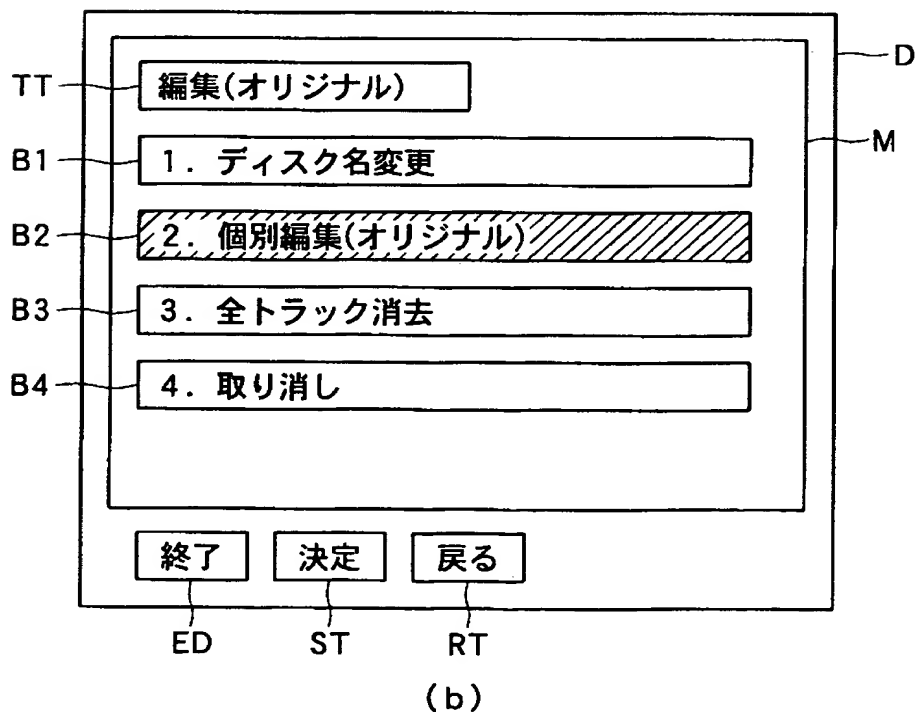 D
TT 編集(オリジナル)
M
B1 1. ディスク名変更
B2 2. 個別編集(オリジナル)
B3 3. 全トラック消去
B4 4. 取り消し
終了 決定 戻る
ED ST RT
(b)